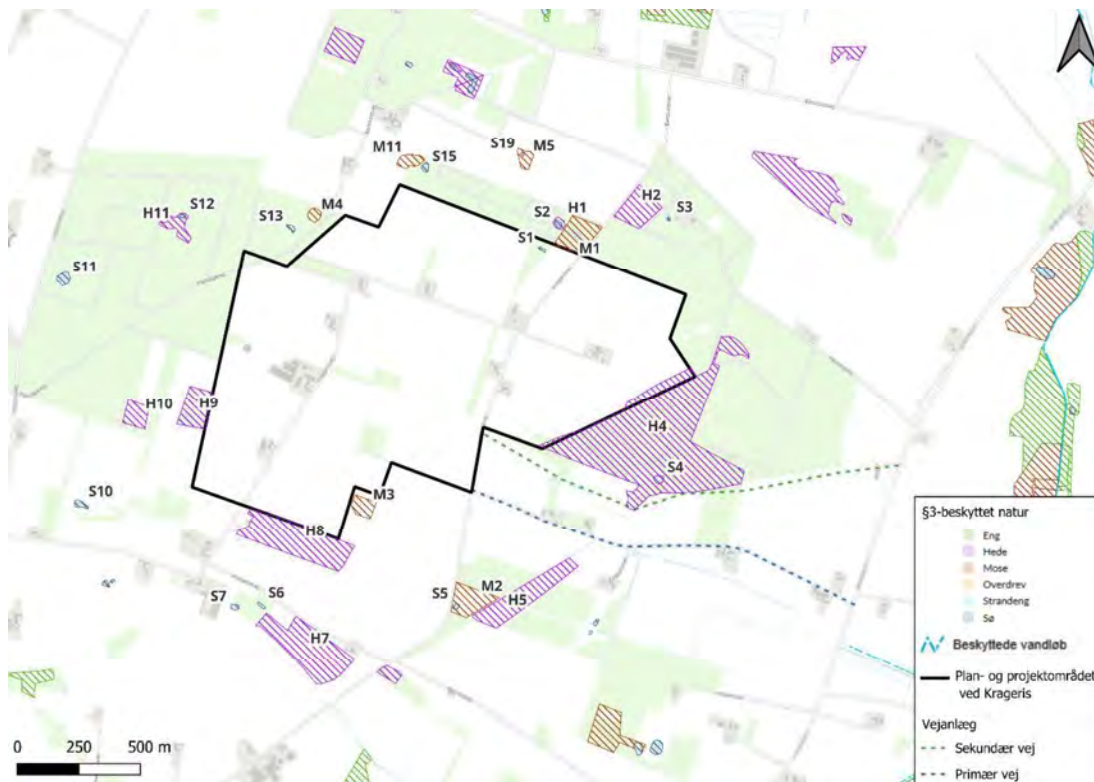 S19 M5
M11
S15
H2
H1
S12
H11
M4
S2
S3
S13
S1
M1
S11
H9
H10
H4
S4
S10
M3
H8
S5
M2
H5
S7
S6
H7
§3-beskyttet natur
Eng
Hede
Mose
Overdrev
Strandeng
Sø
Beskyttede vandløb
Plan- og projektområdet
ved Krageris
Vejanlæg
Sekundær vej
Primær vej
0 250 500 m